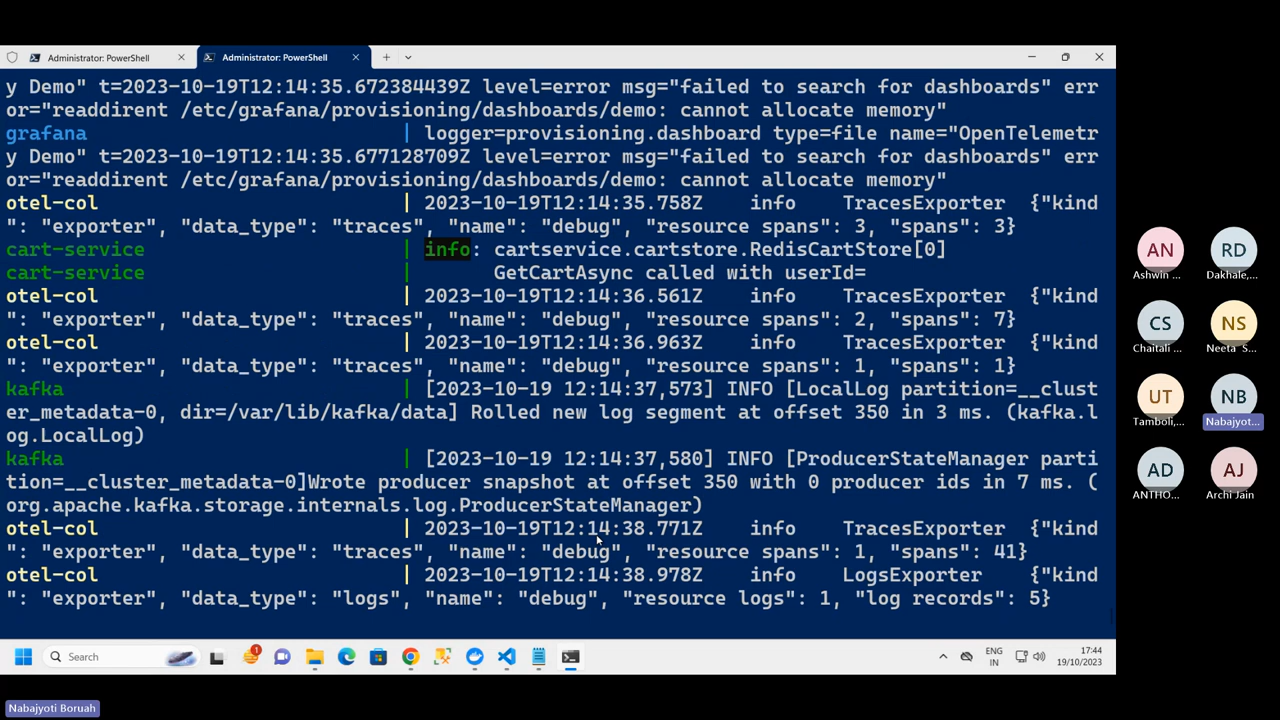 Administrator: PowerShell
Administrator: PowerShell
y Demo" t=2023-10-19T12:14:35.672384439Z level=error msg="failed to search for dashboards" err
or="readdirent /etc/grafana/provisioning/dashboards/demo: cannot allocate memory"
grafana | logger=provisioning.dashboard type=file name="OpenTelemetr
y Demo" t=2023-10-19T12:14:35.677128709Z level=error msg="failed to search for dashboards" err
or="readdirent /etc/grafana/provisioning/dashboards/demo: cannot allocate memory"
otel-col | 2023-10-19T12:14:35.758Z info TracesExporter {"kind
": "exporter", "data_type": "traces", "name": "debug", "resource spans": 3, "spans": 3}
cart-service | info: cartservice.cartstore.RedisCartStore[0]
cart-service | GetCartAsync called with userId=
otel-col | 2023-10-19T12:14:36.561Z info TracesExporter {"kind
": "exporter", "data_type": "traces", "name": "debug", "resource spans": 2, "spans": 7}
otel-col | 2023-10-19T12:14:36.963Z info TracesExporter {"kind
": "exporter", "data_type": "traces", "name": "debug", "resource spans": 1, "spans": 1}
kafka | [2023-10-19 12:14:37,573] INFO [LocalLog partition=__clust
er_metadata-0, dir=/var/lib/kafka/data] Rolled new log segment at offset 350 in 3 ms. (kafka.l
og.LocalLog)
kafka | [2023-10-19 12:14:37,580] INFO [ProducerStateManager parti
tion=__cluster_metadata-0]Wrote producer snapshot at offset 350 with 0 producer ids in 7 ms. (
org.apache.kafka.storage.internals.log.ProducerStateManager)
otel-col | 2023-10-19T12:14:38.771Z info TracesExporter {"kind
": "exporter", "data_type": "traces", "name": "debug", "resource spans": 1, "spans": 41}
otel-col | 2023-10-19T12:14:38.978Z info LogsExporter {"kind
": "exporter", "data_type": "logs", "name": "debug", "resource logs": 1, "log records": 5}
AN RD
Ashwin ... Dakhale,...
CS NS
Chaitali ... Neeta S...
UT NB
Tamboli,... Nabajyot...
AD AJ
ANTHO... Archi Jain
Search
1
ENG
IN
17:44
19/10/2023
Nabajyoti Boruah